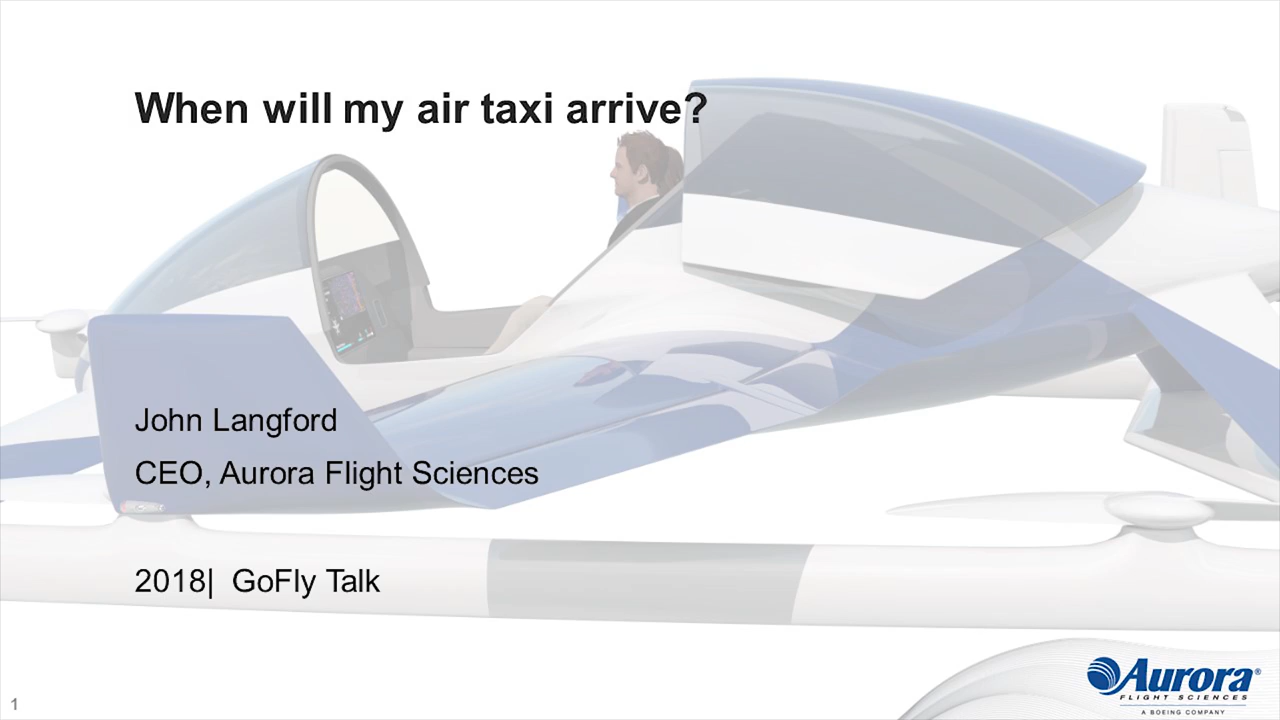 When will my air taxi arrive?
John Langford
CEO, Aurora Flight Sciences
2018| GoFly Talk
Aurora®
FLIGHT SCIENCES
A BOEING COMPANY
1